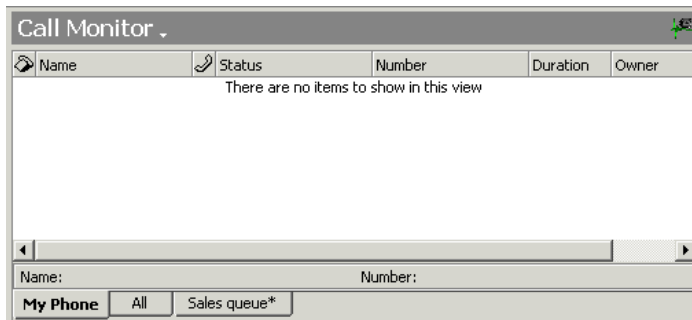 Call Monitor
Name Status Number Duration Owner
There are no items to show in this view
Name: Number:
My Phone All Sales queue*